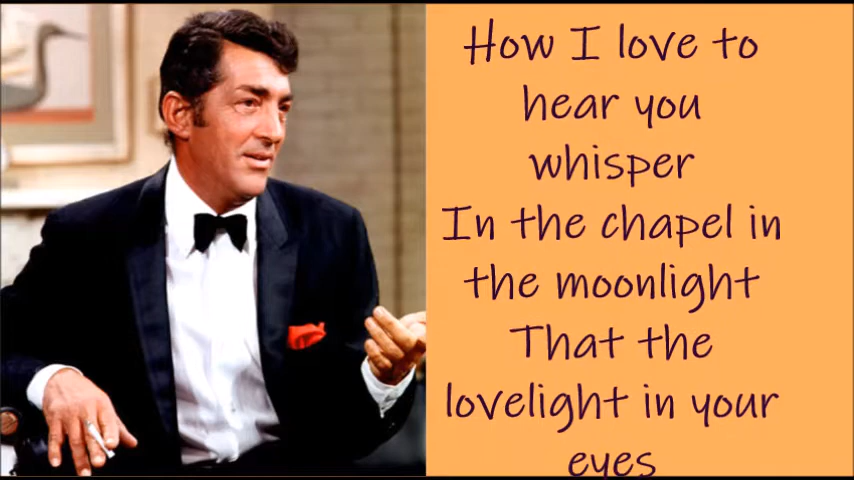 How I love to
hear you
whisper
In the chapel in
the moonlight
That the
lovelight in your
eyes